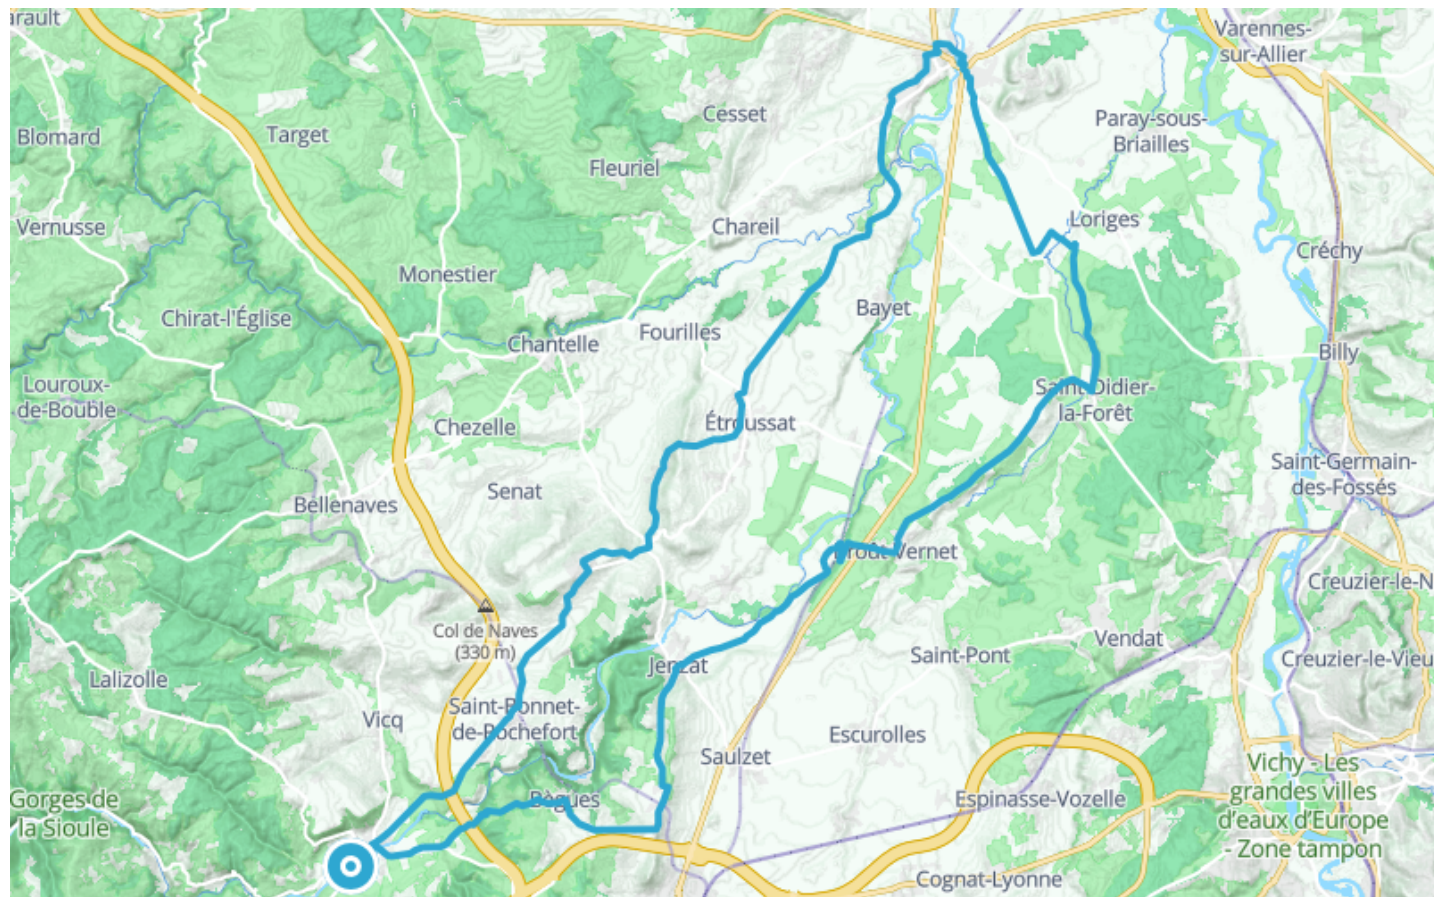 arault
Varennes-
sur-Allier
Cesset
Paray-sous-
Briailles
Blomard
Target
Fleuriel
Vernusse
Chareil
Loriges
Créchy
Monestier
Bayet
Chirat-l'Église
Fourilles
Chantelle
Billy
Louroux-
de-Bouble
Saint-Didier-
la-Forêt
Chezelle
Étroussat
Saint-Germain-
des-Fossés
Senat
Bellenaves
Broût-Vernet
Creuzier-le-N
Col de Naves
(330 m)
Vendat
Saint-Pont
Creuzier-le-Vieu
Jenzat
Lalizolle
Saint-Bonnet-
de-Rochefort
Vicq
Escurolles
Saulzet
Vichy - Les
grandes villes
d'eaux d'Europe
- Zone tampon
Gorges de
la Sioule
Bègues
Espinasse-Vozelle
Cognat-Lyonne